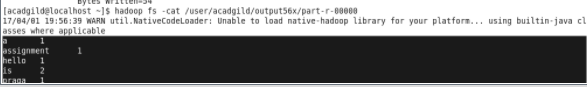 Bytes Written=54
[acadgild@localhost ~]$ hadoop fs -cat /user/acadgild/output56x/part-r-00000
17/04/01 19:56:39 WARN util.NativeCodeLoader: Unable to load native-hadoop library for your platform... using builtin-java cl
asses where applicable
a 1
assignment 1
hello 1
is 2
praga 1